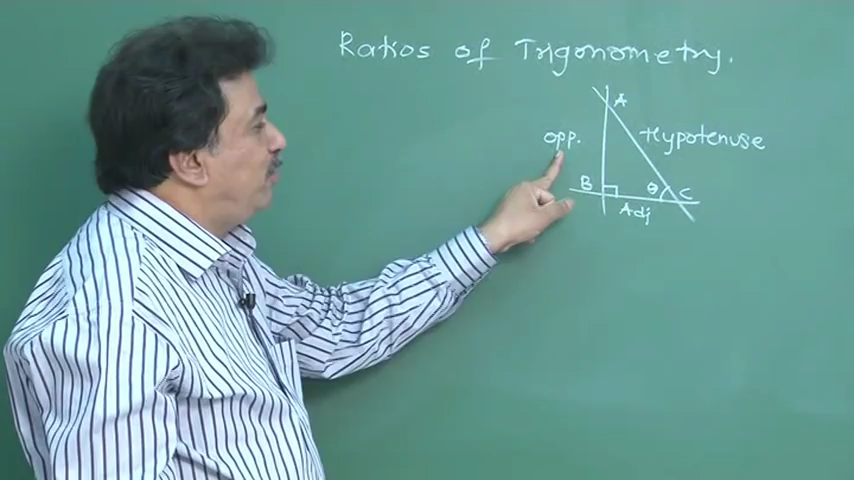 Ratios of Trigonometry.
A
opp. Hypotenuse
B θ C
Adj